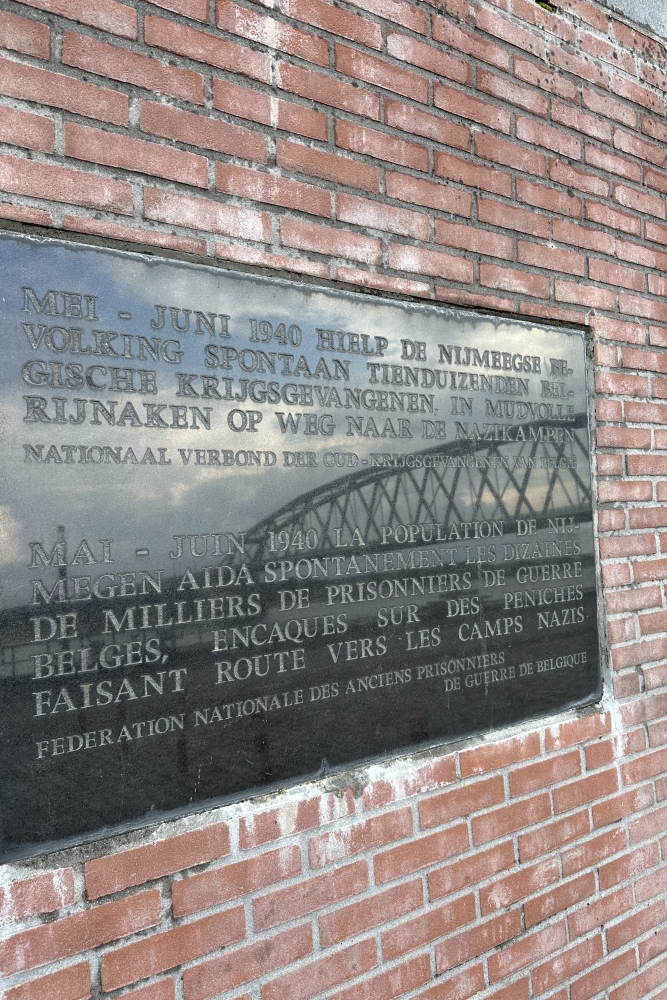 MEI - JUNI 1940 HIELP DE NIJMEEGSE BE-
VOLKING SPONTAAN TIENDUIZENDEN BEL-
GISCHE KRIJGSGEVANGENEN, IN MUDVOLLE
RIJNAKEN OP WEG NAAR DE NAZIKAMPEN
NATIONAAL VERBOND DER OUD-KRIJGSGEVANGENEN VAN BELGIE
MAI - JUIN 1940 LA POPULATION DE NIJ-
MEGEN AIDA SPONTANEMENT LES DIZAINES
DE MILLIERS DE PRISONNIERS DE GUERRE
BELGES, ENCAQUES SUR DES PENICHES
FAISANT ROUTE VERS LES CAMPS NAZIS
FEDERATION NATIONALE DES ANCIENS PRISONNIERS
DE GUERRE DE BELGIQUE